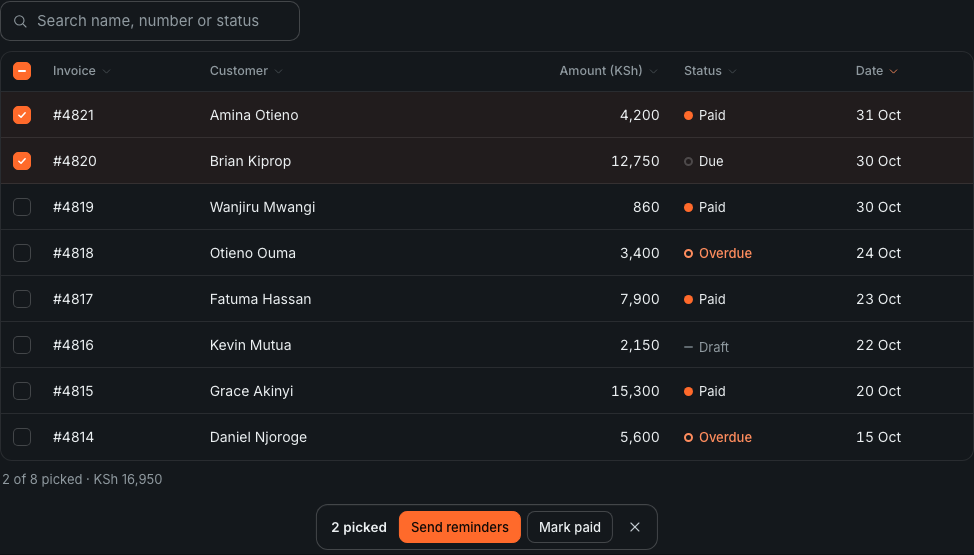 Search name, number or status
Invoice Customer Amount (KSh) Status Date
#4821 Amina Otieno 4,200 Paid 31 Oct
#4820 Brian Kiprop 12,750 Due 30 Oct
#4819 Wanjiru Mwangi 860 Paid 30 Oct
#4818 Otieno Ouma 3,400 Overdue 24 Oct
#4817 Fatuma Hassan 7,900 Paid 23 Oct
#4816 Kevin Mutua 2,150 Draft 22 Oct
#4815 Grace Akinyi 15,300 Paid 20 Oct
#4814 Daniel Njoroge 5,600 Overdue 15 Oct
2 of 8 picked · KSh 16,950
2 picked Send reminders Mark paid